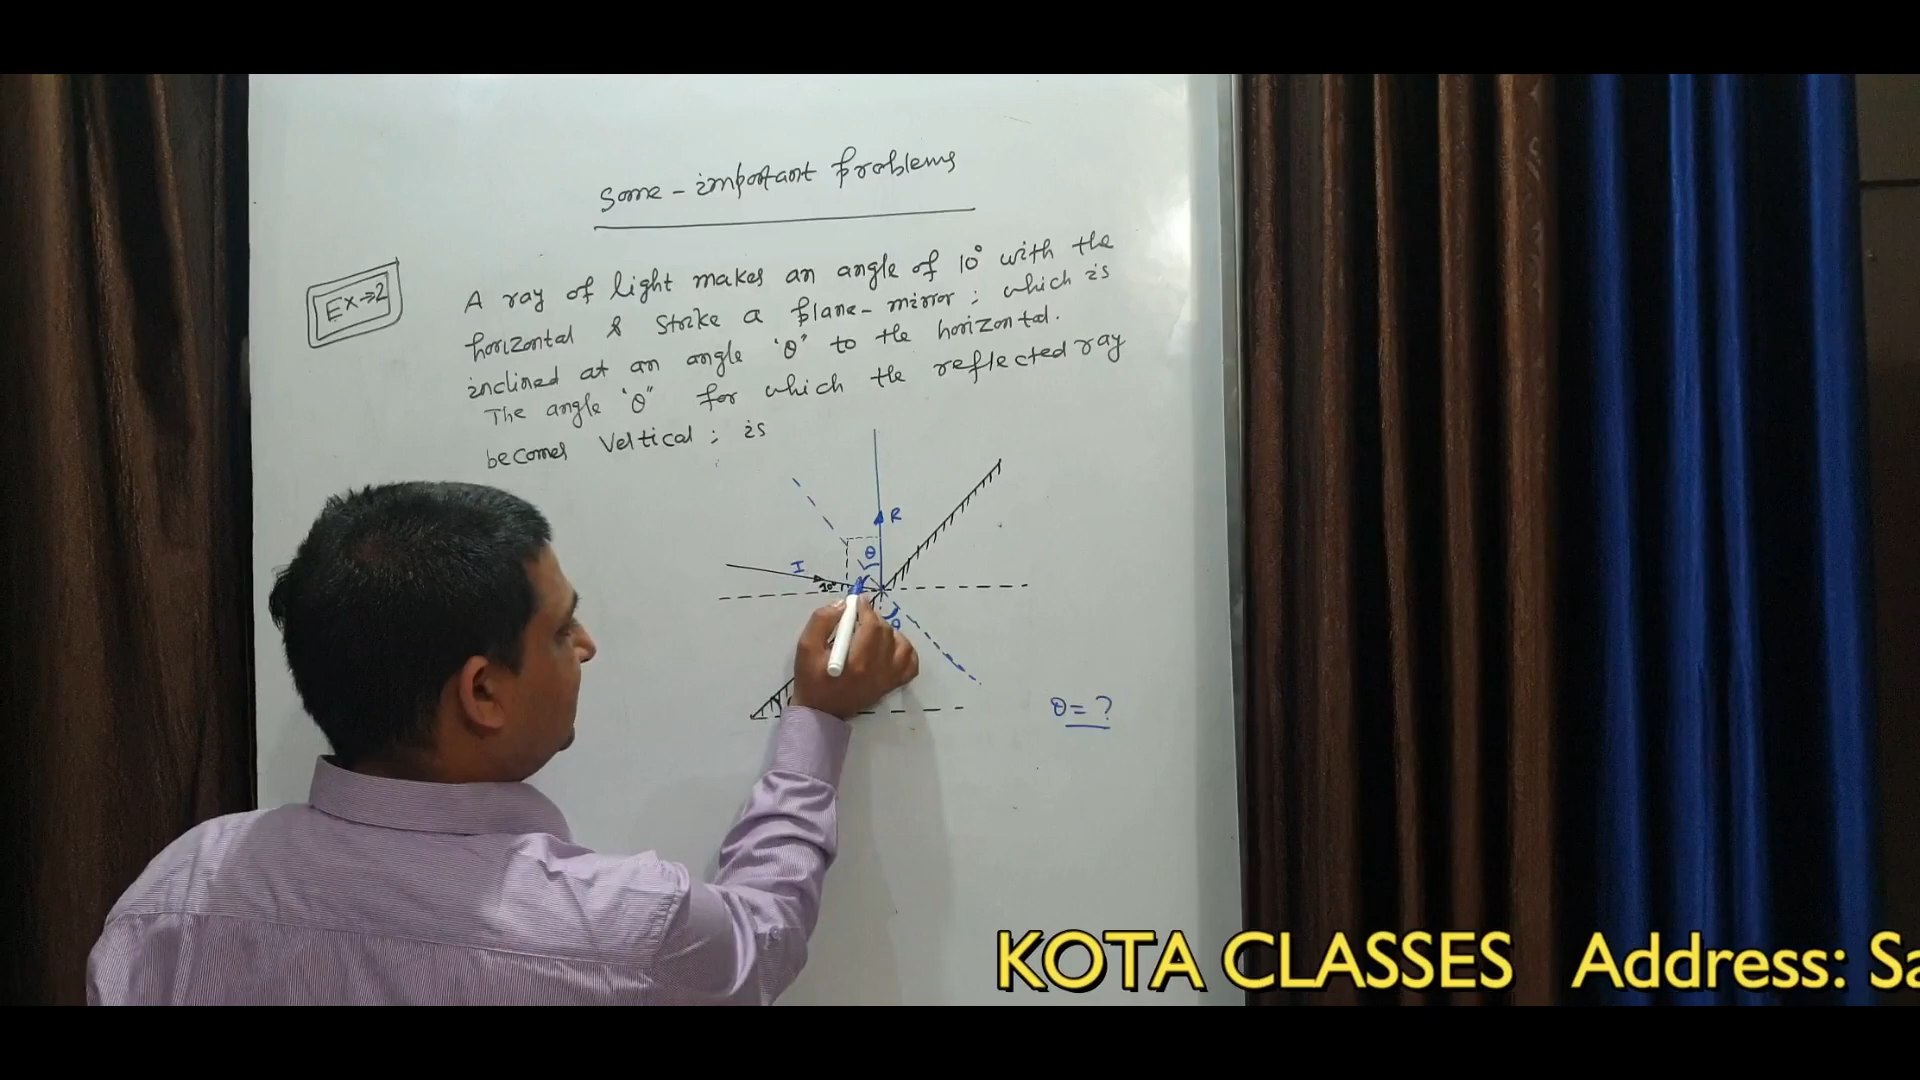 Some - important problems
Ex→2
A ray of light makes an angle of 10° with the
horizontal & strike a plane-mirror; which is
inclined at an angle 'θ" to the horizontal.
The angle 'θ" for which the reflected ray
becomes Vertical; is
R
θ
I
10°
θ
θ = ?
KOTA CLASSES Address: Sa